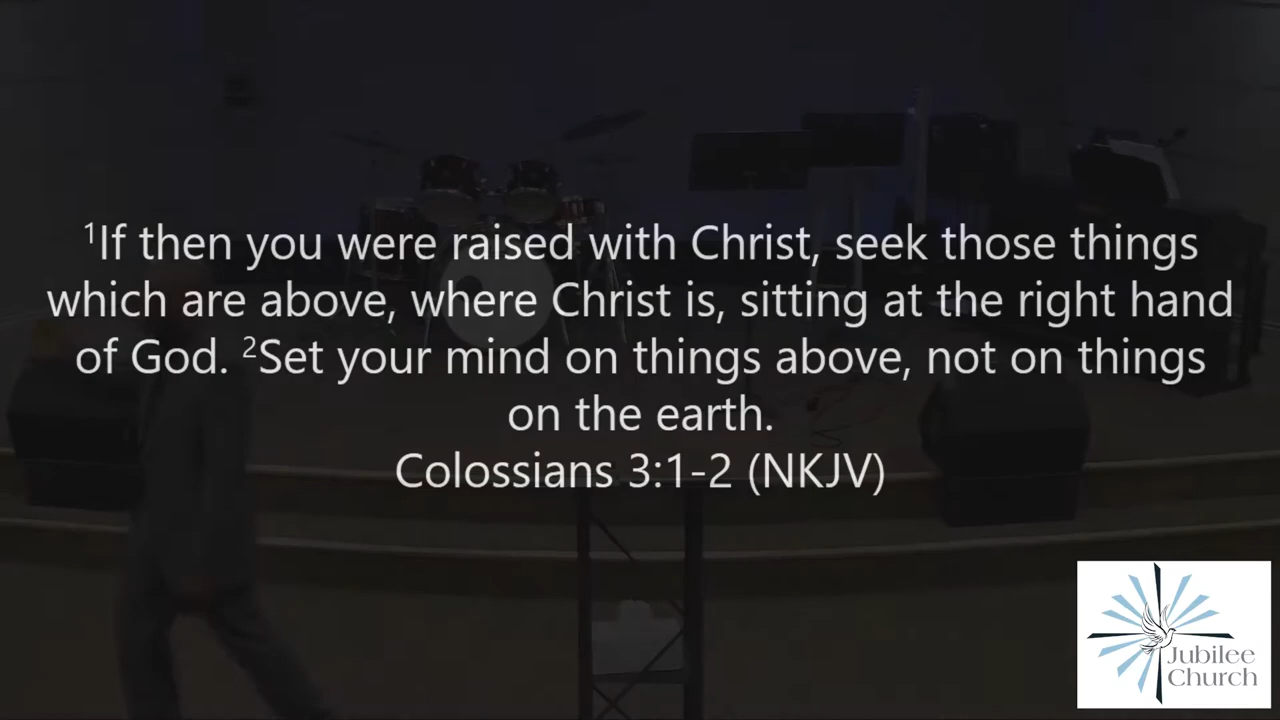 ¹If then you were raised with Christ, seek those things
which are above, where Christ is, sitting at the right hand
of God. ²Set your mind on things above, not on things
on the earth.
Colossians 3:1-2 (NKJV)
Jubilee
Church